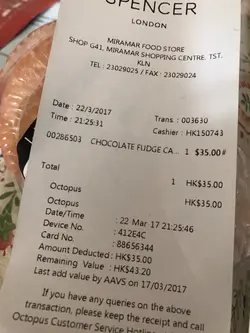 SPENCER
LONDON
MIRAMAR FOOD STORE
SHOP G41, MIRAMAR SHOPPING CENTRE. TST.
KLN
TEL : 23029025 / FAX : 23029024
Date : 22/3/2017 Trans. : 003630
Time : 21:25:31 Cashier : HK150743
00286503 CHOCOLATE FUDGE CA... 1 $35.00#
Total 1 HK$35.00
Octopus HK$35.00
Octopus
Date/Time : 22 Mar 17 21:25:46
Device No. : 412E4C
Card No. : 88656344
Amount Deducted : HK$35.00
Remaining Value : HK$43.20
Last add value by AAVS on 17/03/2017
If you have any queries on the above
transaction, please keep the receipt and call
Octopus Customer Service Hotline